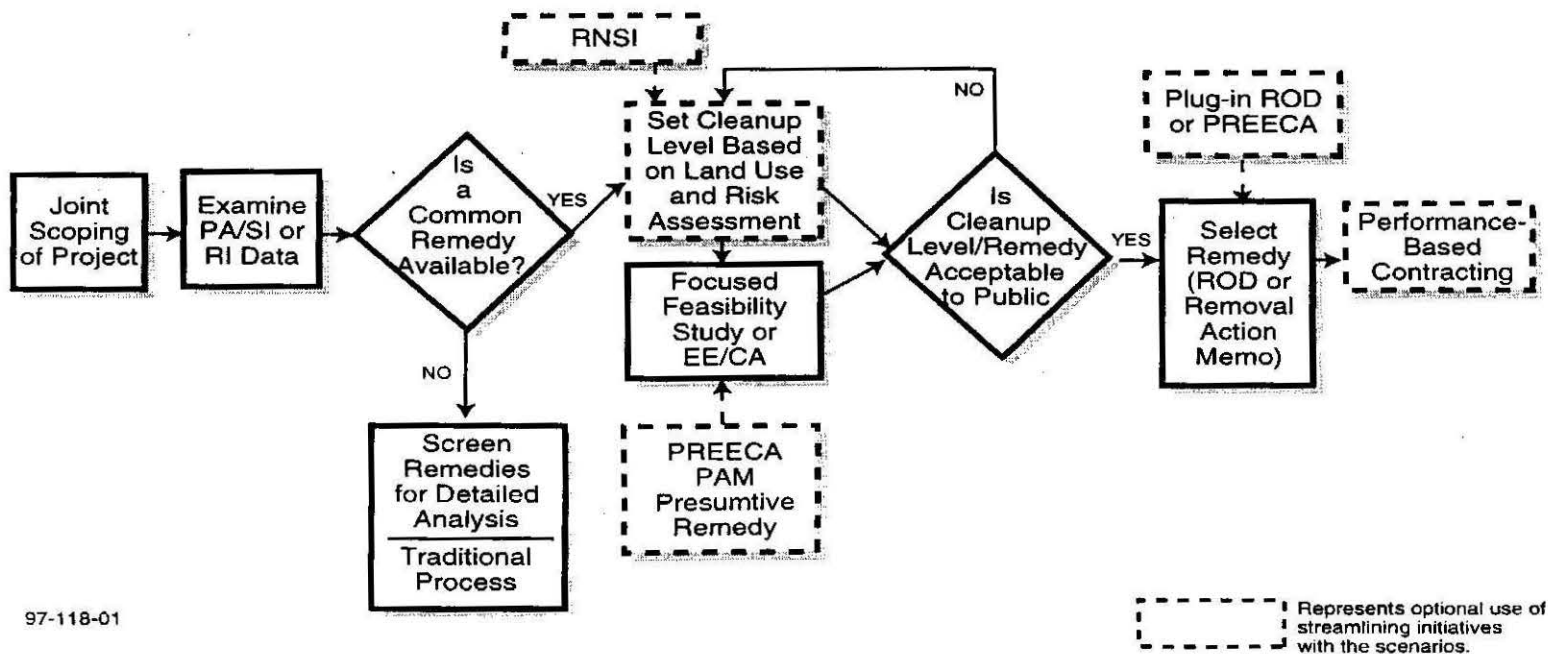 RNSI
NO
Plug-in ROD
or PREECA
Joint
Scoping
of Project
Examine
PA/SI or
RI Data
Is
a
Common
Remedy
Available?
YES
Set Cleanup
Level Based
on Land Use
and Risk
Assessment
Focused
Feasibility
Study or
EE/CA
Is
Cleanup
Level/Remedy
Acceptable
to Public
YES
Select
Remedy
(ROD or
Removal
Action
Memo)
Performance-
Based
Contracting
NO
Screen
Remedies
for Detailed
Analysis
Traditional
Process
PREECA
PAM
Presumtive
Remedy
97-118-01
Represents optional use of
streamlining initiatives
with the scenarios.